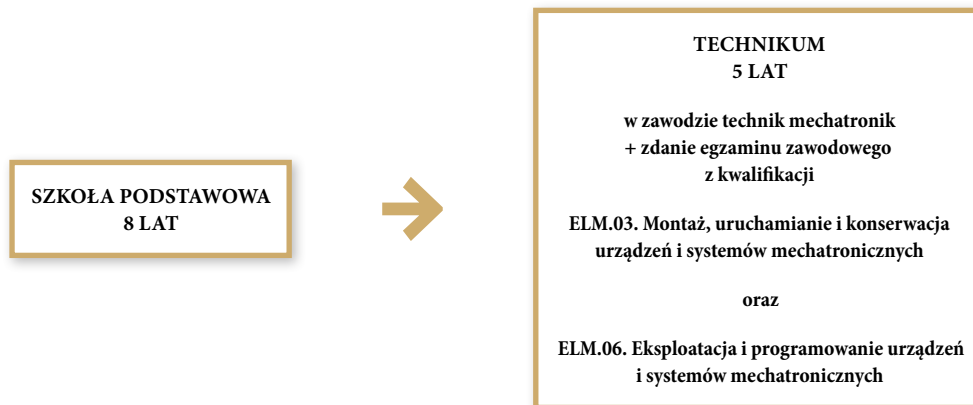 SZKOŁA PODSTAWOWA
8 LAT
TECHNIKUM
5 LAT
w zawodzie technik mechatronik
+ zdanie egzaminu zawodowego
z kwalifikacji
ELM.03. Montaż, uruchamianie i konserwacja
urządzeń i systemów mechatronicznych
oraz
ELM.06. Eksploatacja i programowanie urządzeń
i systemów mechatronicznych